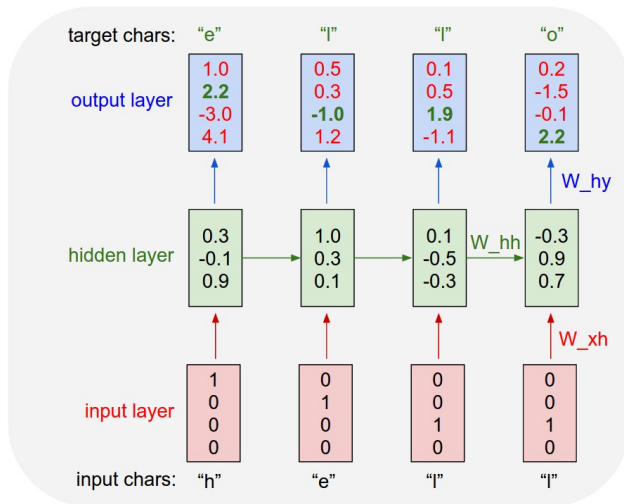 target chars: “e” “l” “l” “o”
output layer
1.0 0.5 0.1 0.2
2.2 0.3 0.5 -1.5
-3.0 -1.0 1.9 -0.1
4.1 1.2 -1.1 2.2
W_hy
hidden layer
0.3 1.0 0.1 -0.3
-0.1 0.3 -0.5 0.9
0.9 0.1 -0.3 0.7
W_hh
W_xh
input layer
1 0 0 0
0 1 0 0
0 0 1 1
0 0 0 0
input chars: “h” “e” “l” “l”